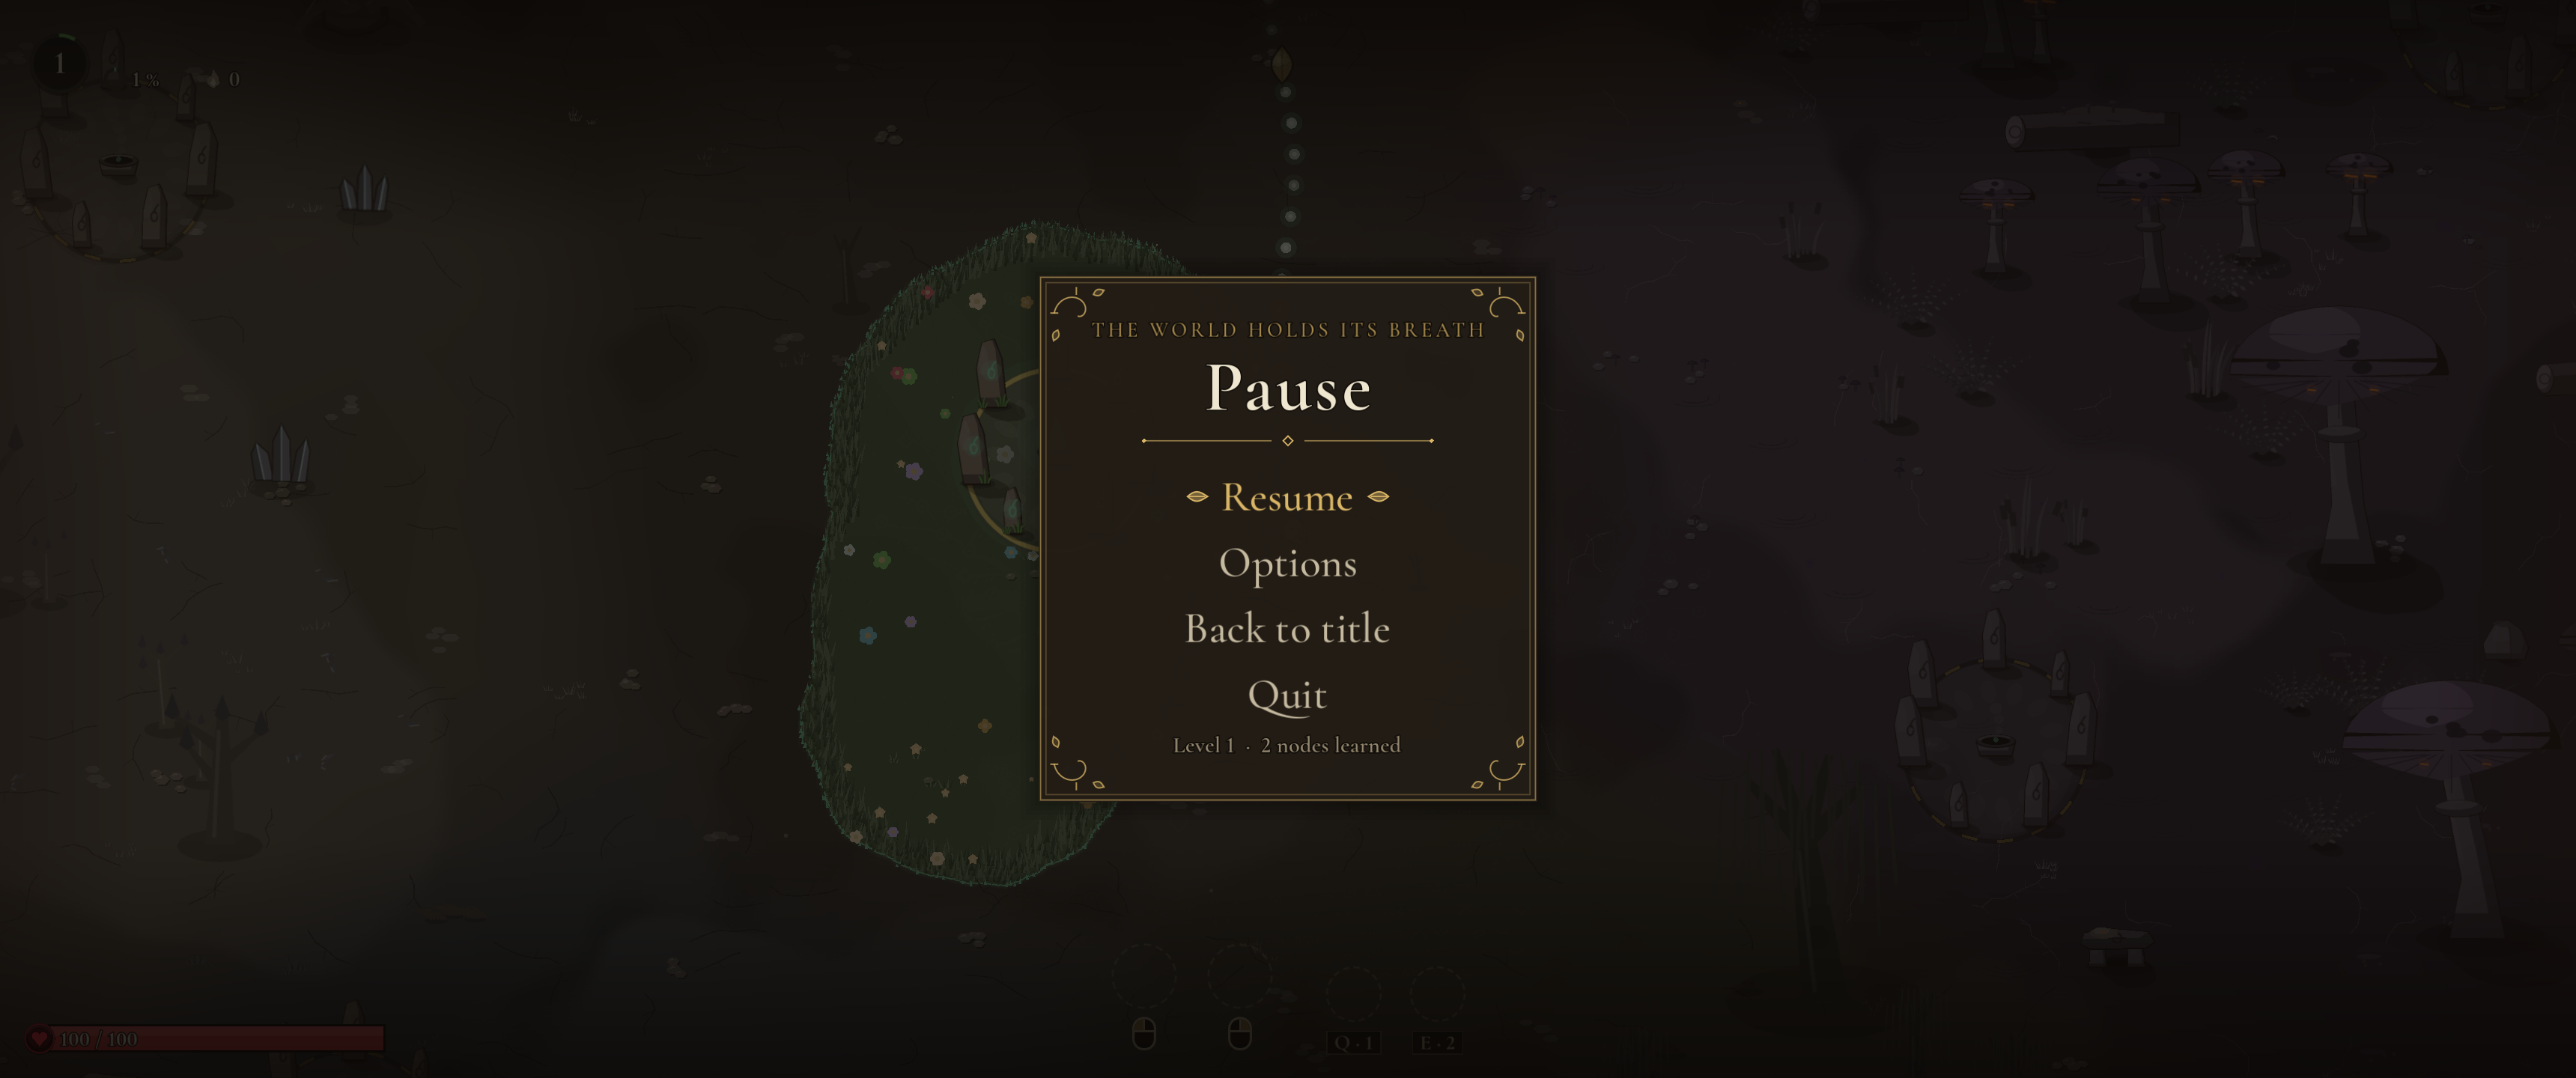 1
1 %
0
THE WORLD HOLDS ITS BREATH
Pause
Resume
Options
Back to title
Quit
Level 1 · 2 nodes learned
100 / 100
Q · 1
E · 2